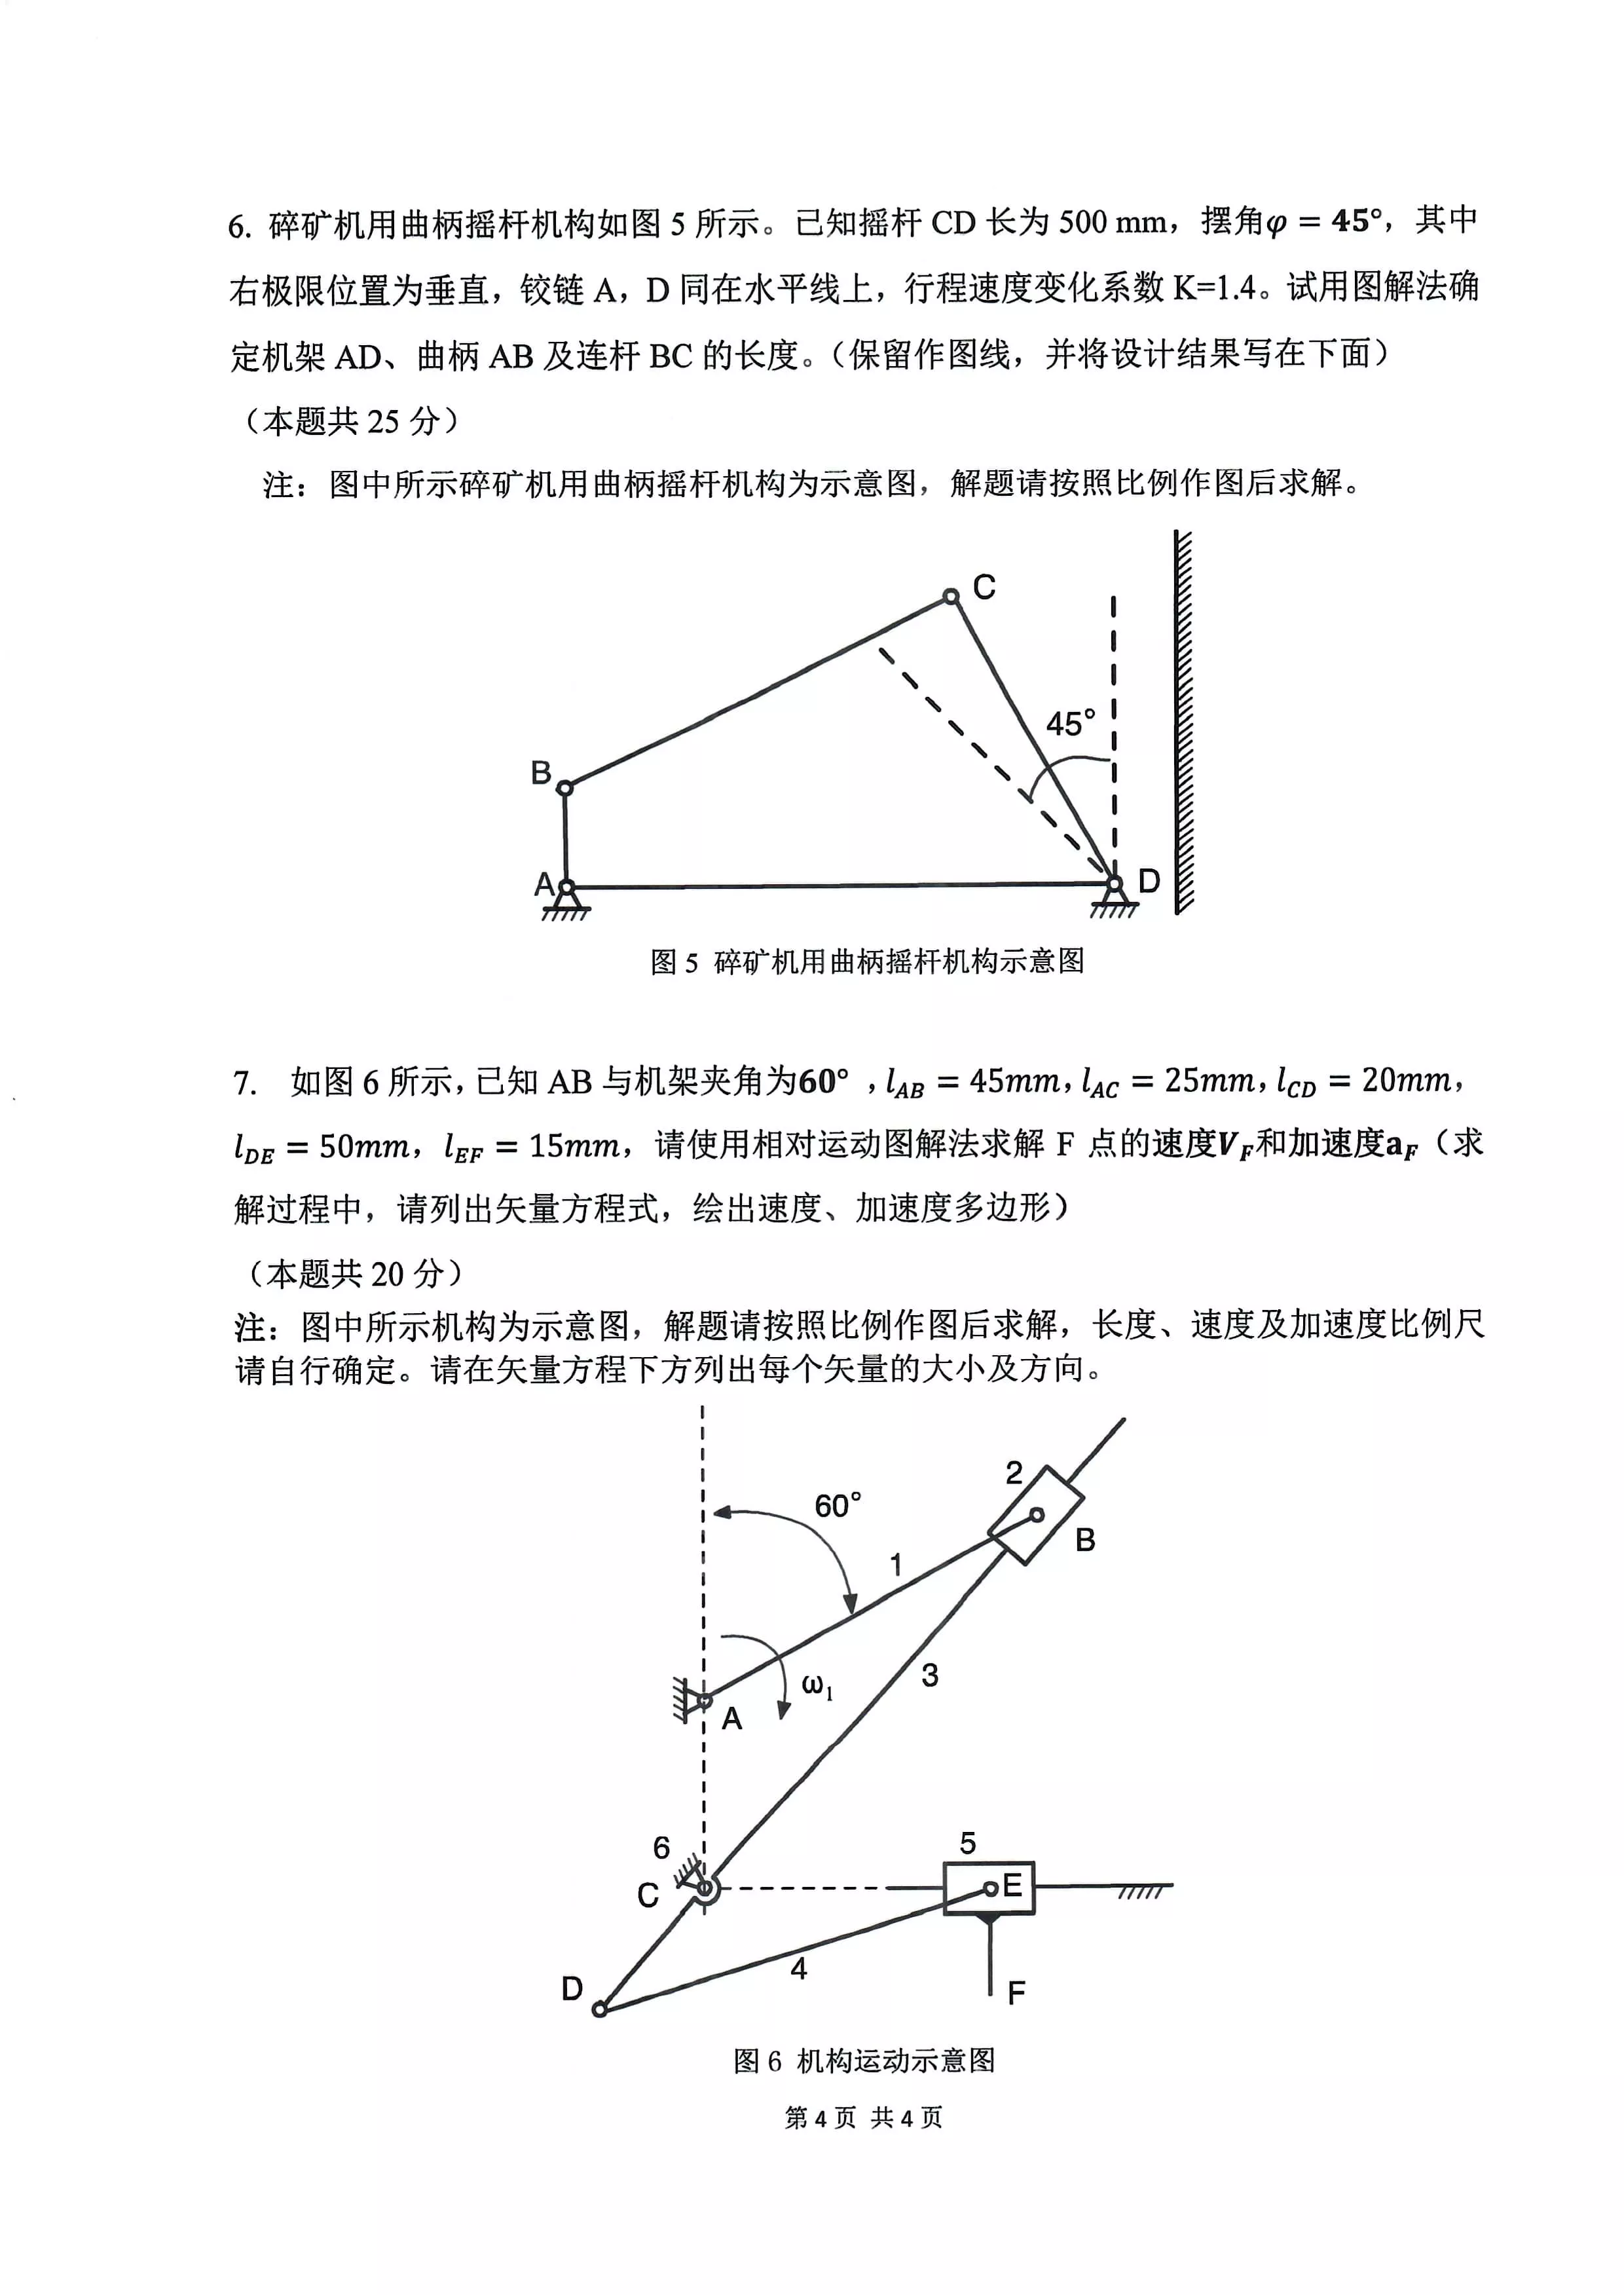 6. 碎矿机用曲柄摇杆机构如图 5 所示。已知摇杆 CD 长为 500 mm，摆角φ = 45°，其中
右极限位置为垂直，铰链 A，D 同在水平线上，行程速度变化系数 K=1.4。试用图解法确
定机架 AD、曲柄 AB 及连杆 BC 的长度。（保留作图线，并将设计结果写在下面）
（本题共 25 分）
注：图中所示碎矿机用曲柄摇杆机构为示意图，解题请按照比例作图后求解。
C
45°
B
A
D
图 5 碎矿机用曲柄摇杆机构示意图
7. 如图 6 所示，已知 AB 与机架夹角为60°，l_AB = 45mm，l_AC = 25mm，l_CD = 20mm，
l_DE = 50mm，l_EF = 15mm，请使用相对运动图解法求解 F 点的速度V_F和加速度a_F（求
解过程中，请列出矢量方程式，绘出速度、加速度多边形）
（本题共 20 分）
注：图中所示机构为示意图，解题请按照比例作图后求解，长度、速度及加速度比例尺
请自行确定。请在矢量方程下方列出每个矢量的大小及方向。
2
60°
B
1
3
ω₁
A
6
5
C
E
4
D
F
图 6 机构运动示意图
第 4 页 共 4 页